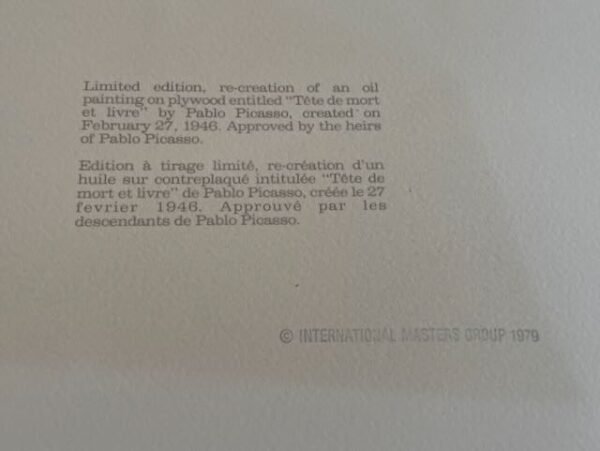 Limited edition, re-creation of an oil
painting on plywood entitled "Tête de mort
et livre" by Pablo Picasso, created on
February 27, 1946. Approved by the heirs
of Pablo Picasso.
Edition à tirage limité, re-création d'un
huile sur contreplaqué intitulée "Tête de
mort et livre" de Pablo Picasso, créée le 27
fevrier 1946. Approuvé par les
descendants de Pablo Picasso.
© INTERNATIONAL MASTERS GROUP 1979